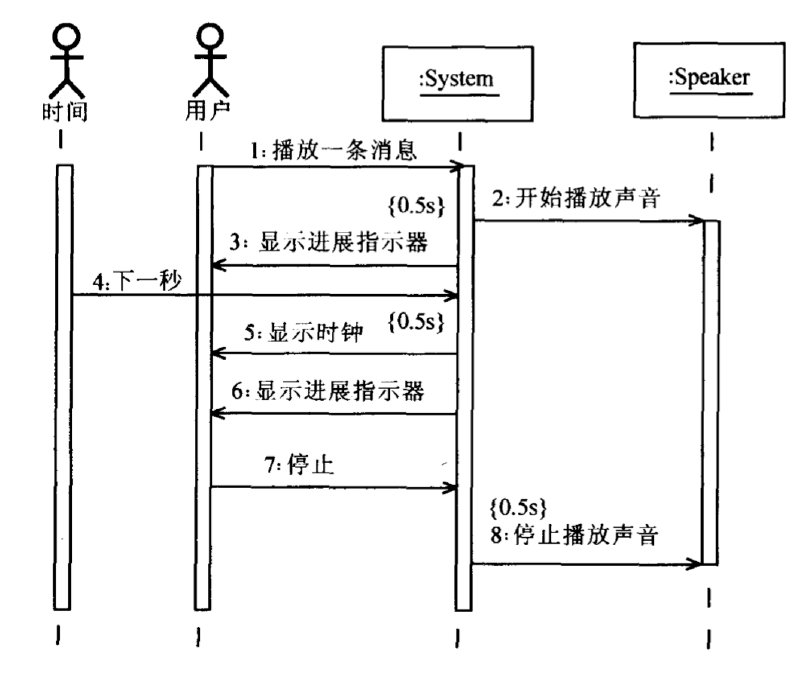 时间
用户
:System
:Speaker
1:播放一条消息
{0.5s}
2:开始播放声音
3:显示进展指示器
4:下一秒
{0.5s}
5:显示时钟
6:显示进展指示器
7:停止
{0.5s}
8:停止播放声音